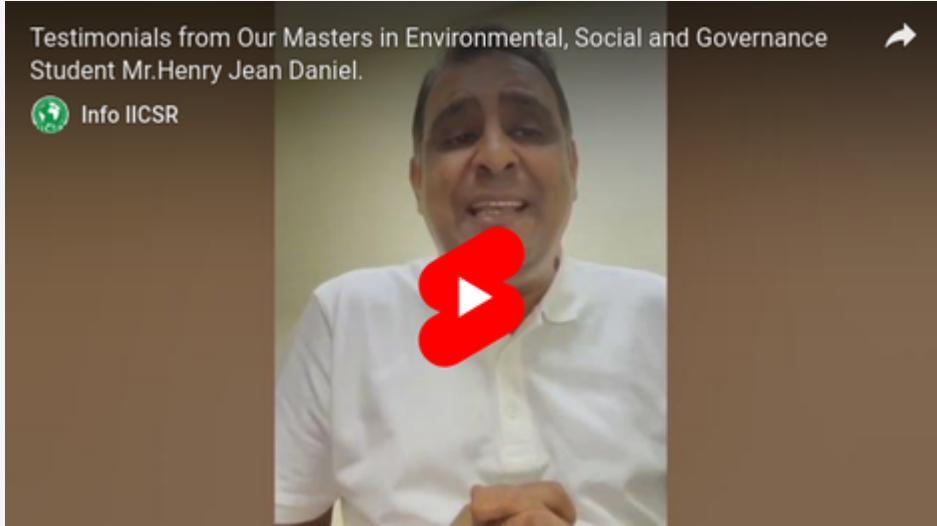 Testimonials from Our Masters in Environmental, Social and Governance
Student Mr.Henry Jean Daniel.
Info IICSR